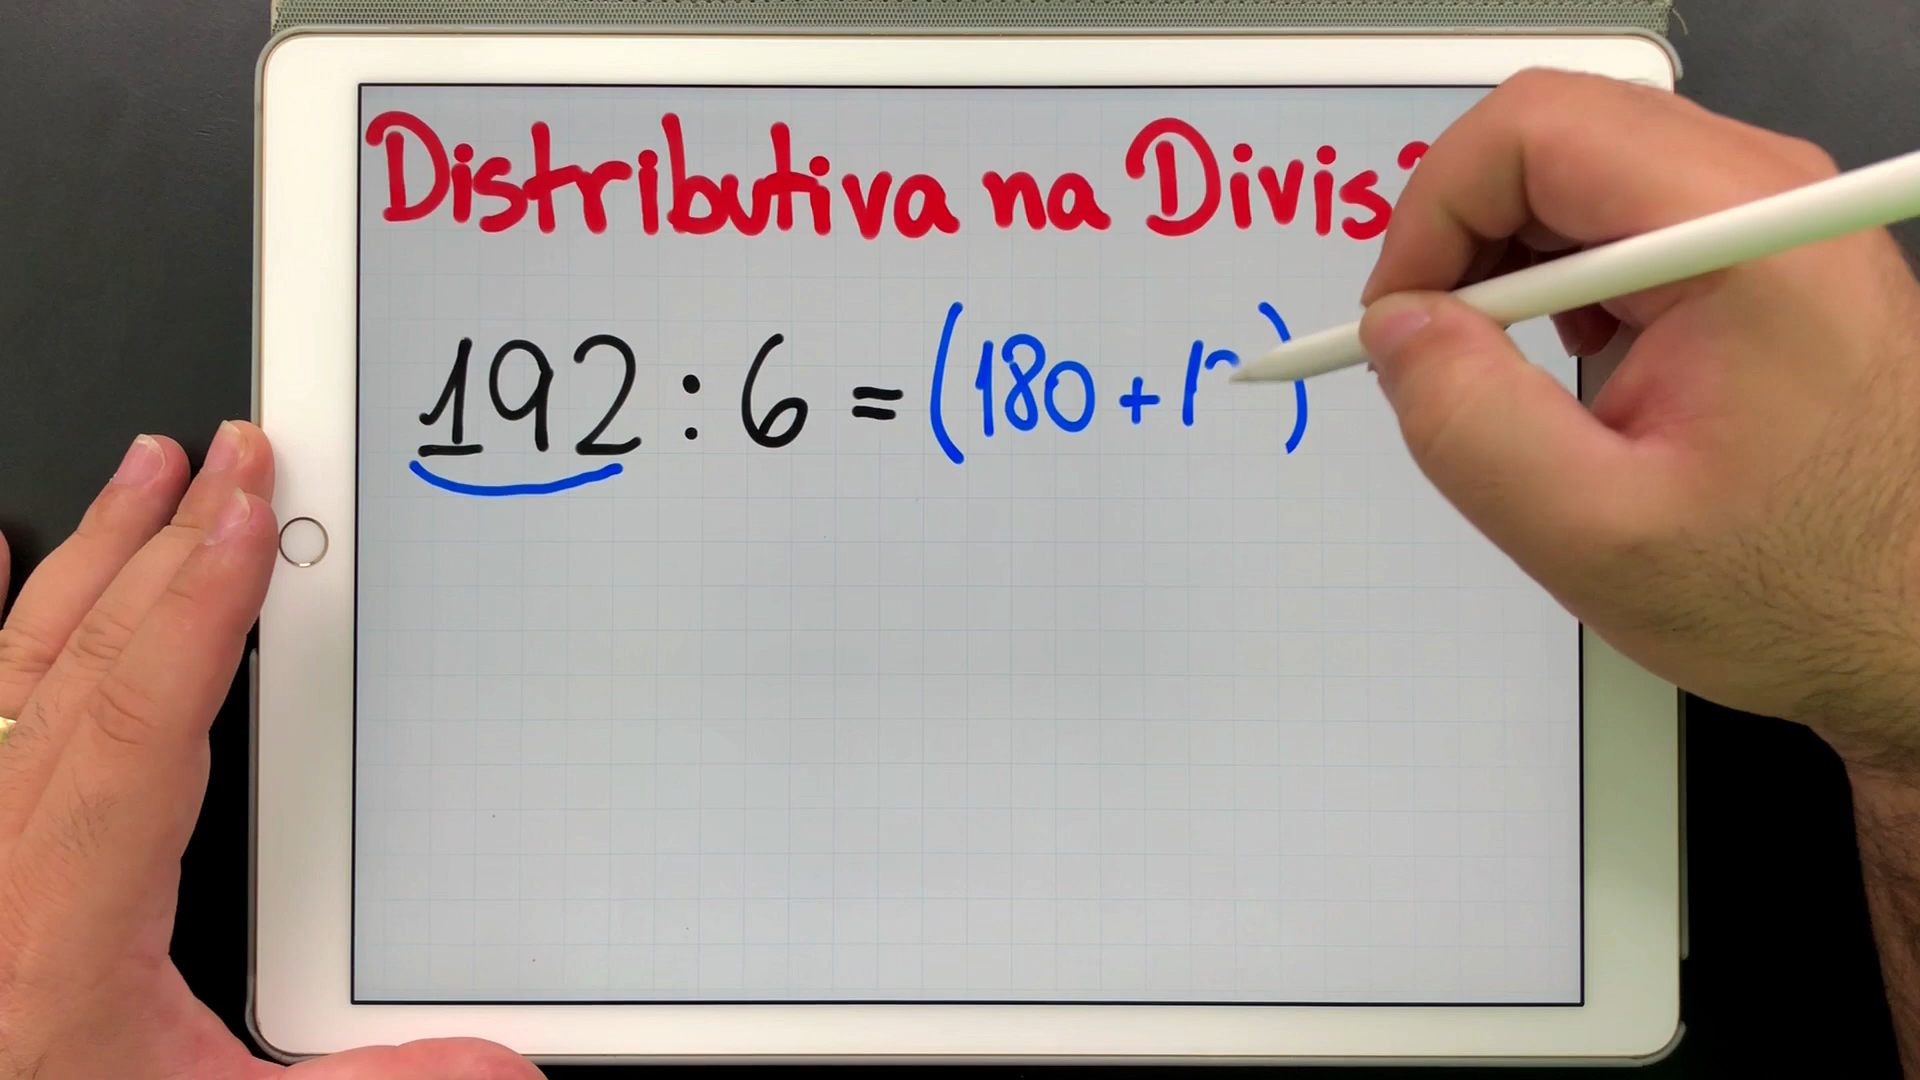 Distributiva na Divis
192 : 6 = (180 + 1 )